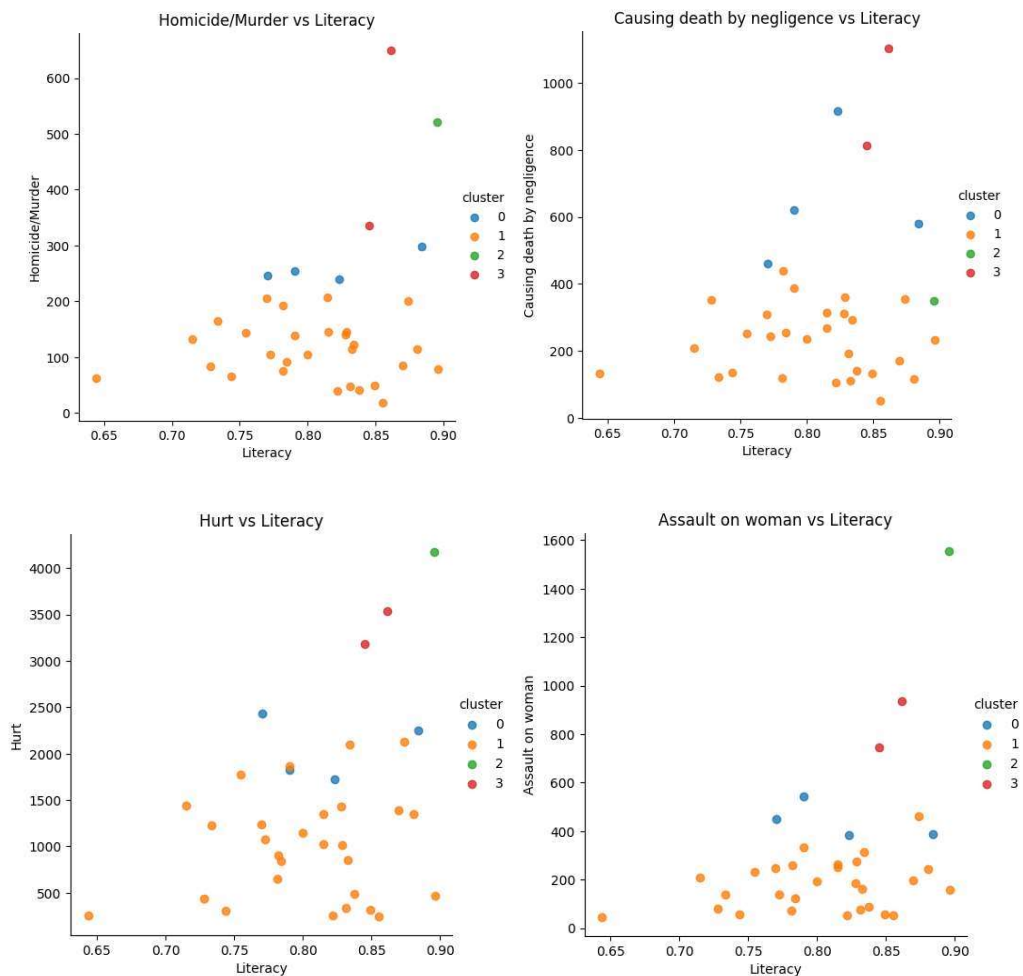 Homicide/Murder vs Literacy
600
500
400
300
200
100
0
Homicide/Murder
0.65 0.70 0.75 0.80 0.85 0.90
Literacy
cluster
0
1
2
3
Causing death by negligence vs Literacy
1000
800
600
400
200
0
Causing death by negligence
0.65 0.70 0.75 0.80 0.85 0.90
Literacy
cluster
0
1
2
3
Hurt vs Literacy
4000
3500
3000
2500
2000
1500
1000
500
Hurt
0.65 0.70 0.75 0.80 0.85 0.90
Literacy
cluster
0
1
2
3
Assault on woman vs Literacy
1600
1400
1200
1000
800
600
400
200
0
Assault on woman
0.65 0.70 0.75 0.80 0.85 0.90
Literacy
cluster
0
1
2
3